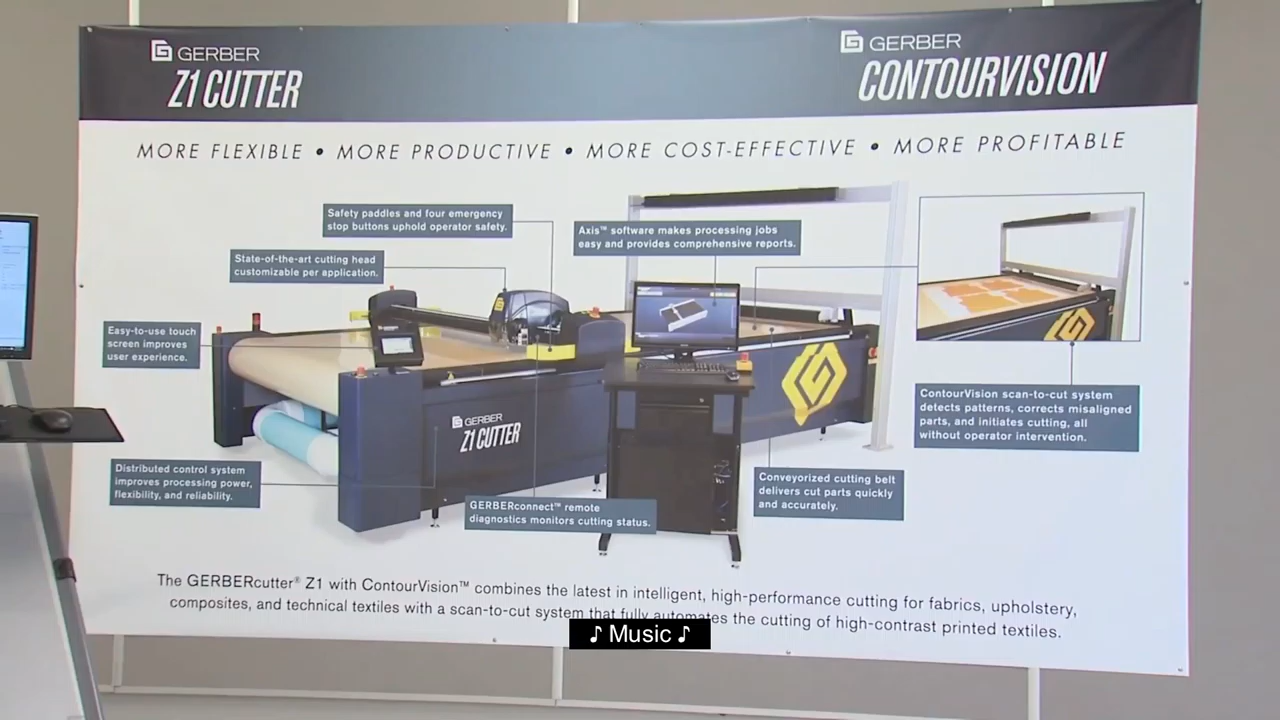 GERBER
Z1 CUTTER
GERBER
CONTOURVISION
MORE FLEXIBLE • MORE PRODUCTIVE • MORE COST-EFFECTIVE • MORE PROFITABLE
Safety paddles and four emergency
stop buttons uphold operator safety.
Axis™ software makes processing jobs
easy and provides comprehensive reports.
State-of-the-art cutting head
customizable per application.
Easy-to-use touch
screen improves
user experience.
ContourVision scan-to-cut system
detects patterns, corrects misaligned
parts, and initiates cutting, all
without operator intervention.
GERBER
Z1 CUTTER
Distributed control system
improves processing power,
flexibility, and reliability.
Conveyorized cutting belt
delivers cut parts quickly
and accurately.
GERBERconnect™ remote
diagnostics monitors cutting status.
The GERBERcutter® Z1 with ContourVision™ combines the latest in intelligent, high-performance cutting for fabrics, upholstery,
composites, and technical textiles with a scan-to-cut system that fully automates the cutting of high-contrast printed textiles.
♪ Music ♪